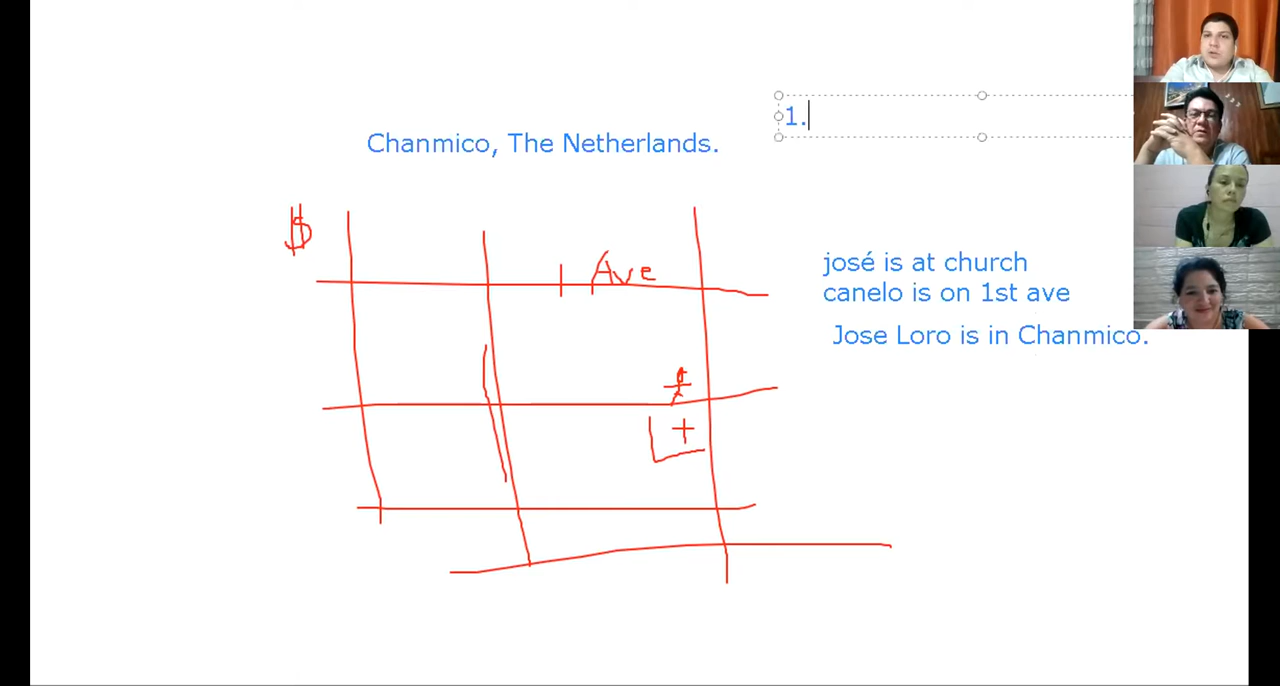 1.
Chanmico, The Netherlands.
$
1 Ave
josé is at church
canelo is on 1st ave
Jose Loro is in Chanmico.